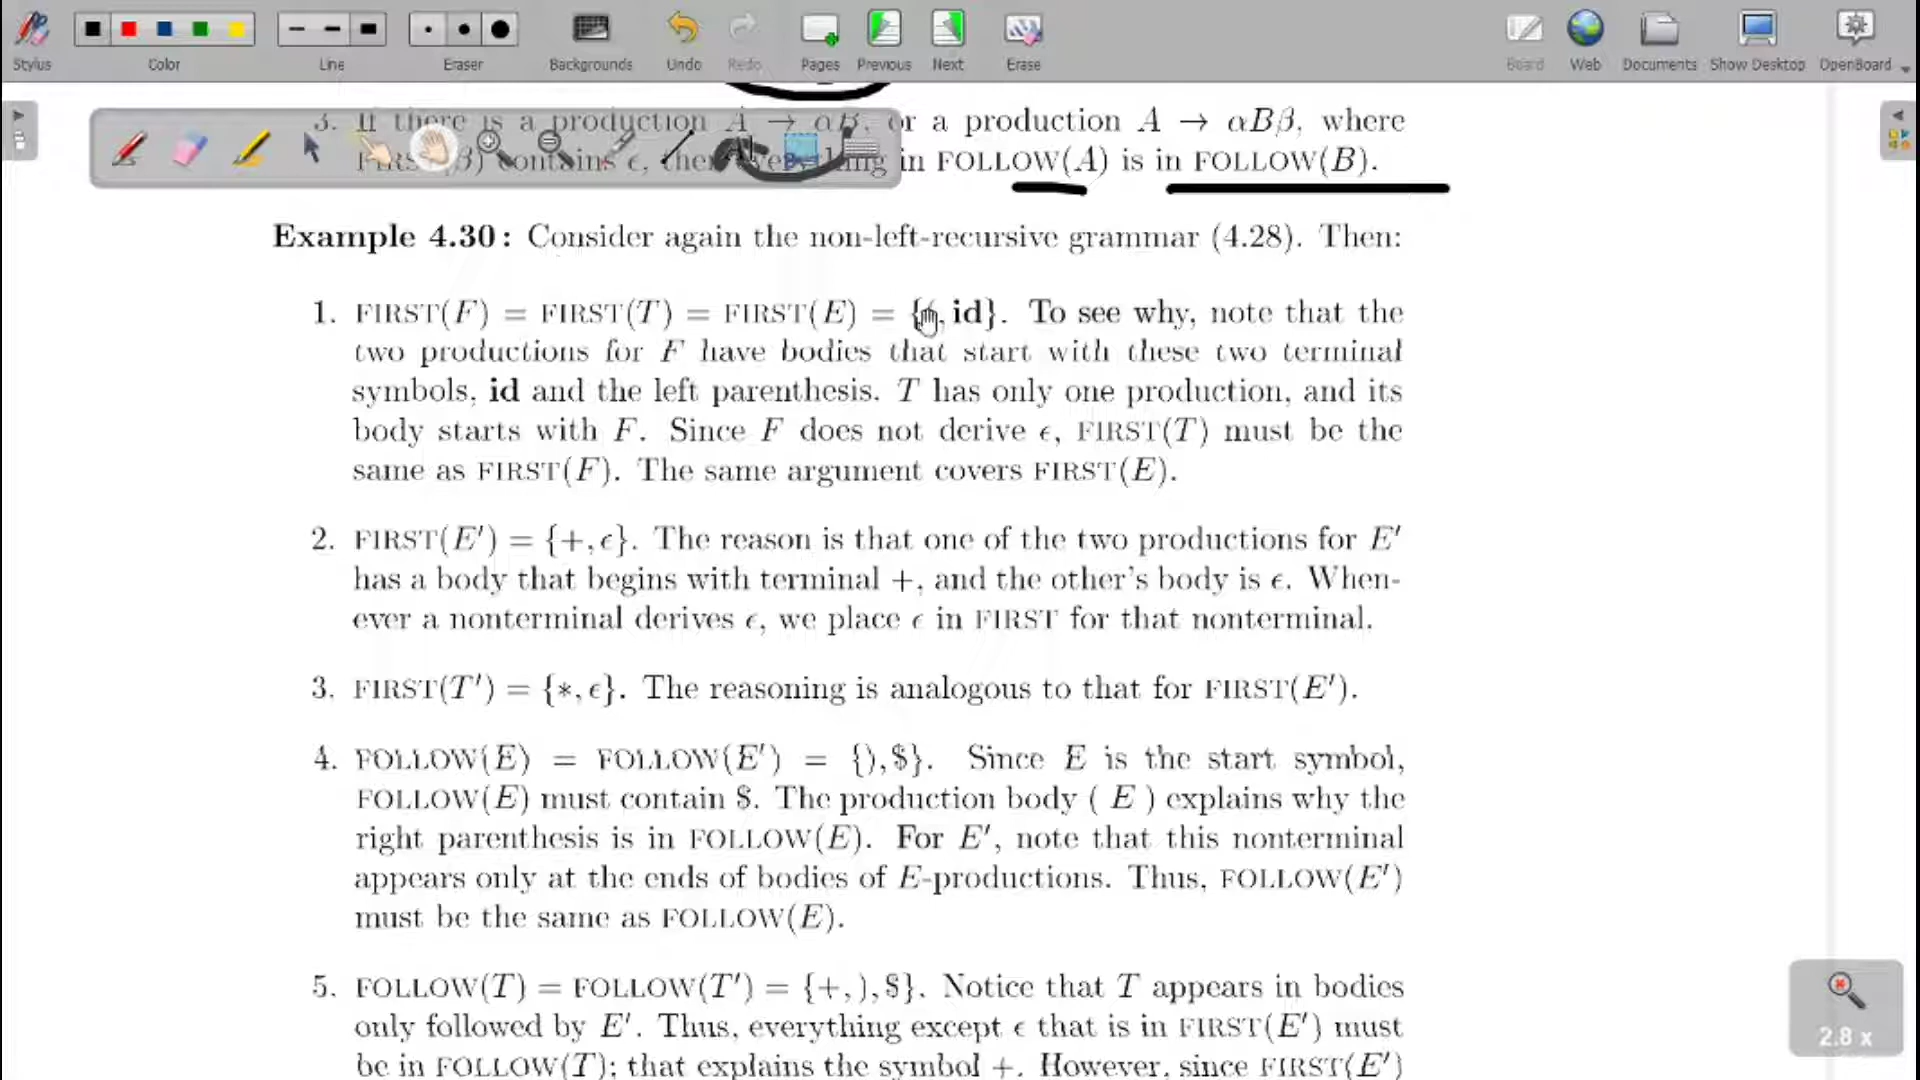 Stylus
Color
Line
Eraser
Backgrounds
Undo
Redo
Pages
Previous
Next
Erase
Board
Web
Documents
Show Desktop
OpenBoard
3. If there is a production A → αB, or a production A → αBβ, where
FIRST(β) contains ϵ, then everything in FOLLOW(A) is in FOLLOW(B).
Example 4.30: Consider again the non-left-recursive grammar (4.28). Then:
1. FIRST(F) = FIRST(T) = FIRST(E) = {(, id}. To see why, note that the
two productions for F have bodies that start with these two terminal
symbols, id and the left parenthesis. T has only one production, and its
body starts with F. Since F does not derive ϵ, FIRST(T) must be the
same as FIRST(F). The same argument covers FIRST(E).
2. FIRST(E′) = {+, ϵ}. The reason is that one of the two productions for E′
has a body that begins with terminal +, and the other's body is ϵ. When-
ever a nonterminal derives ϵ, we place ϵ in FIRST for that nonterminal.
3. FIRST(T′) = {∗, ϵ}. The reasoning is analogous to that for FIRST(E′).
4. FOLLOW(E) = FOLLOW(E′) = {), $}. Since E is the start symbol,
FOLLOW(E) must contain $. The production body ( E ) explains why the
right parenthesis is in FOLLOW(E). For E′, note that this nonterminal
appears only at the ends of bodies of E-productions. Thus, FOLLOW(E′)
must be the same as FOLLOW(E).
5. FOLLOW(T) = FOLLOW(T′) = {+, ), $}. Notice that T appears in bodies
only followed by E′. Thus, everything except ϵ that is in FIRST(E′) must
be in FOLLOW(T); that explains the symbol +. However, since FIRST(E′)
2.8 x